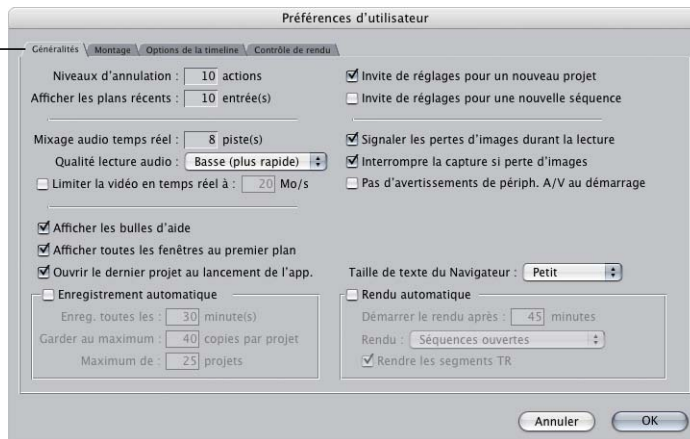 Préférences d'utilisateur
Généralités Montage Options de la timeline Contrôle de rendu
Niveaux d'annulation : 10 actions
Afficher les plans récents : 10 entrée(s)
Mixage audio temps réel : 8 piste(s)
Qualité lecture audio : Basse (plus rapide)
Limiter la vidéo en temps réel à : 20 Mo/s
Afficher les bulles d'aide
Afficher toutes les fenêtres au premier plan
Ouvrir le dernier projet au lancement de l'app.
Enregistrement automatique
Enreg. toutes les : 30 minute(s)
Garder au maximum : 40 copies par projet
Maximum de : 25 projets
Invite de réglages pour un nouveau projet
Invite de réglages pour une nouvelle séquence
Signaler les pertes d'images durant la lecture
Interrompre la capture si perte d'images
Pas d'avertissements de périph. A/V au démarrage
Taille de texte du Navigateur : Petit
Rendu automatique
Démarrer le rendu après : 45 minutes
Rendu : Séquences ouvertes
Rendre les segments TR
Annuler OK